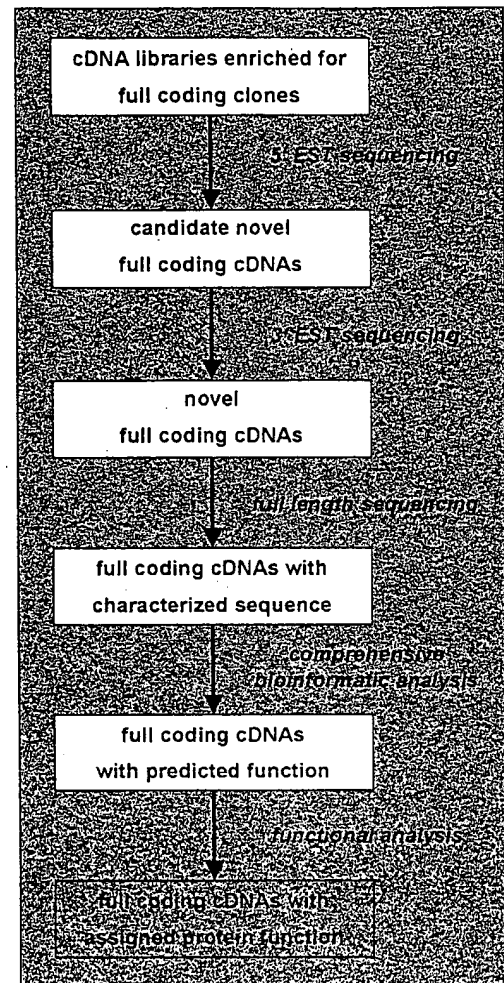 cDNA libraries enriched for
full coding clones
5' EST sequencing
candidate novel
full coding cDNAs
3' EST sequencing
novel
full coding cDNAs
full length sequencing
full coding cDNAs with
characterized sequence
comprehensive
bioinformatic analysis
full coding cDNAs
with predicted function
functional analysis
full coding cDNAs with
assigned protein function